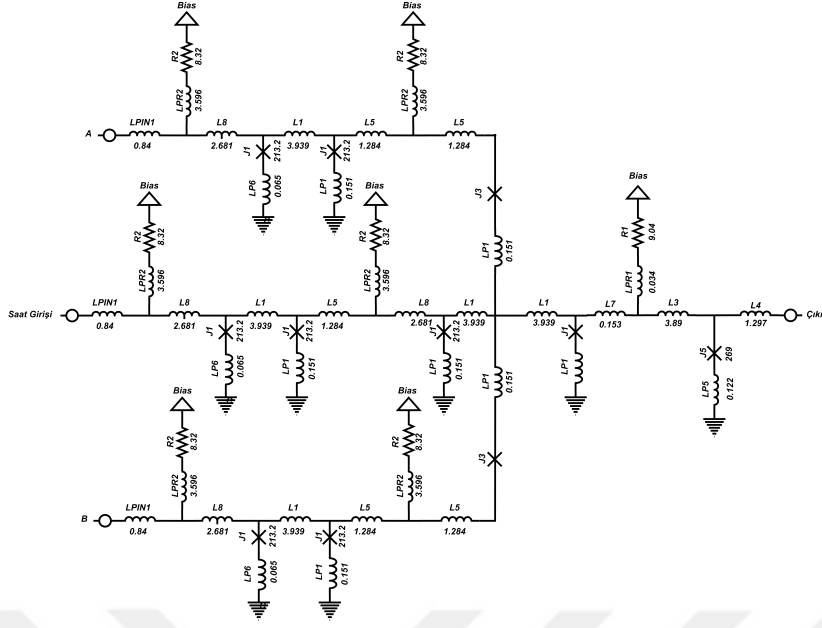 Bias
Bias
R2
8.32
R2
8.32
LPR2
3.596
LPR2
3.596
A
LPIN1
L8
L1
L5
L5
0.84
2.681
3.939
1.284
1.284
J1
213.2
J1
213.2
LP6
0.065
LP1
0.151
J3
Bias
Bias
Bias
R2
8.32
R2
8.32
R1
9.04
LPR2
3.596
LPR2
3.596
LP1
0.151
LPR1
0.034
Saat Girişi
LPIN1
L8
L1
L5
L8
L1
L1
L7
L3
L4
Çıkı
0.84
2.681
3.939
1.284
2.681
3.939
3.939
0.153
3.89
1.297
J1
213.2
J1
213.2
J1
213.2
J1
J5
269
LP6
0.065
LP1
0.151
LP1
0.151
LP1
0.151
LP1
LP5
0.122
Bias
Bias
R2
8.32
R2
8.32
J3
LPR2
3.596
LPR2
3.596
B
LPIN1
L8
L1
L5
L5
0.84
2.681
3.939
1.284
1.284
J1
213.2
J1
213.2
LP6
0.065
LP1
0.151